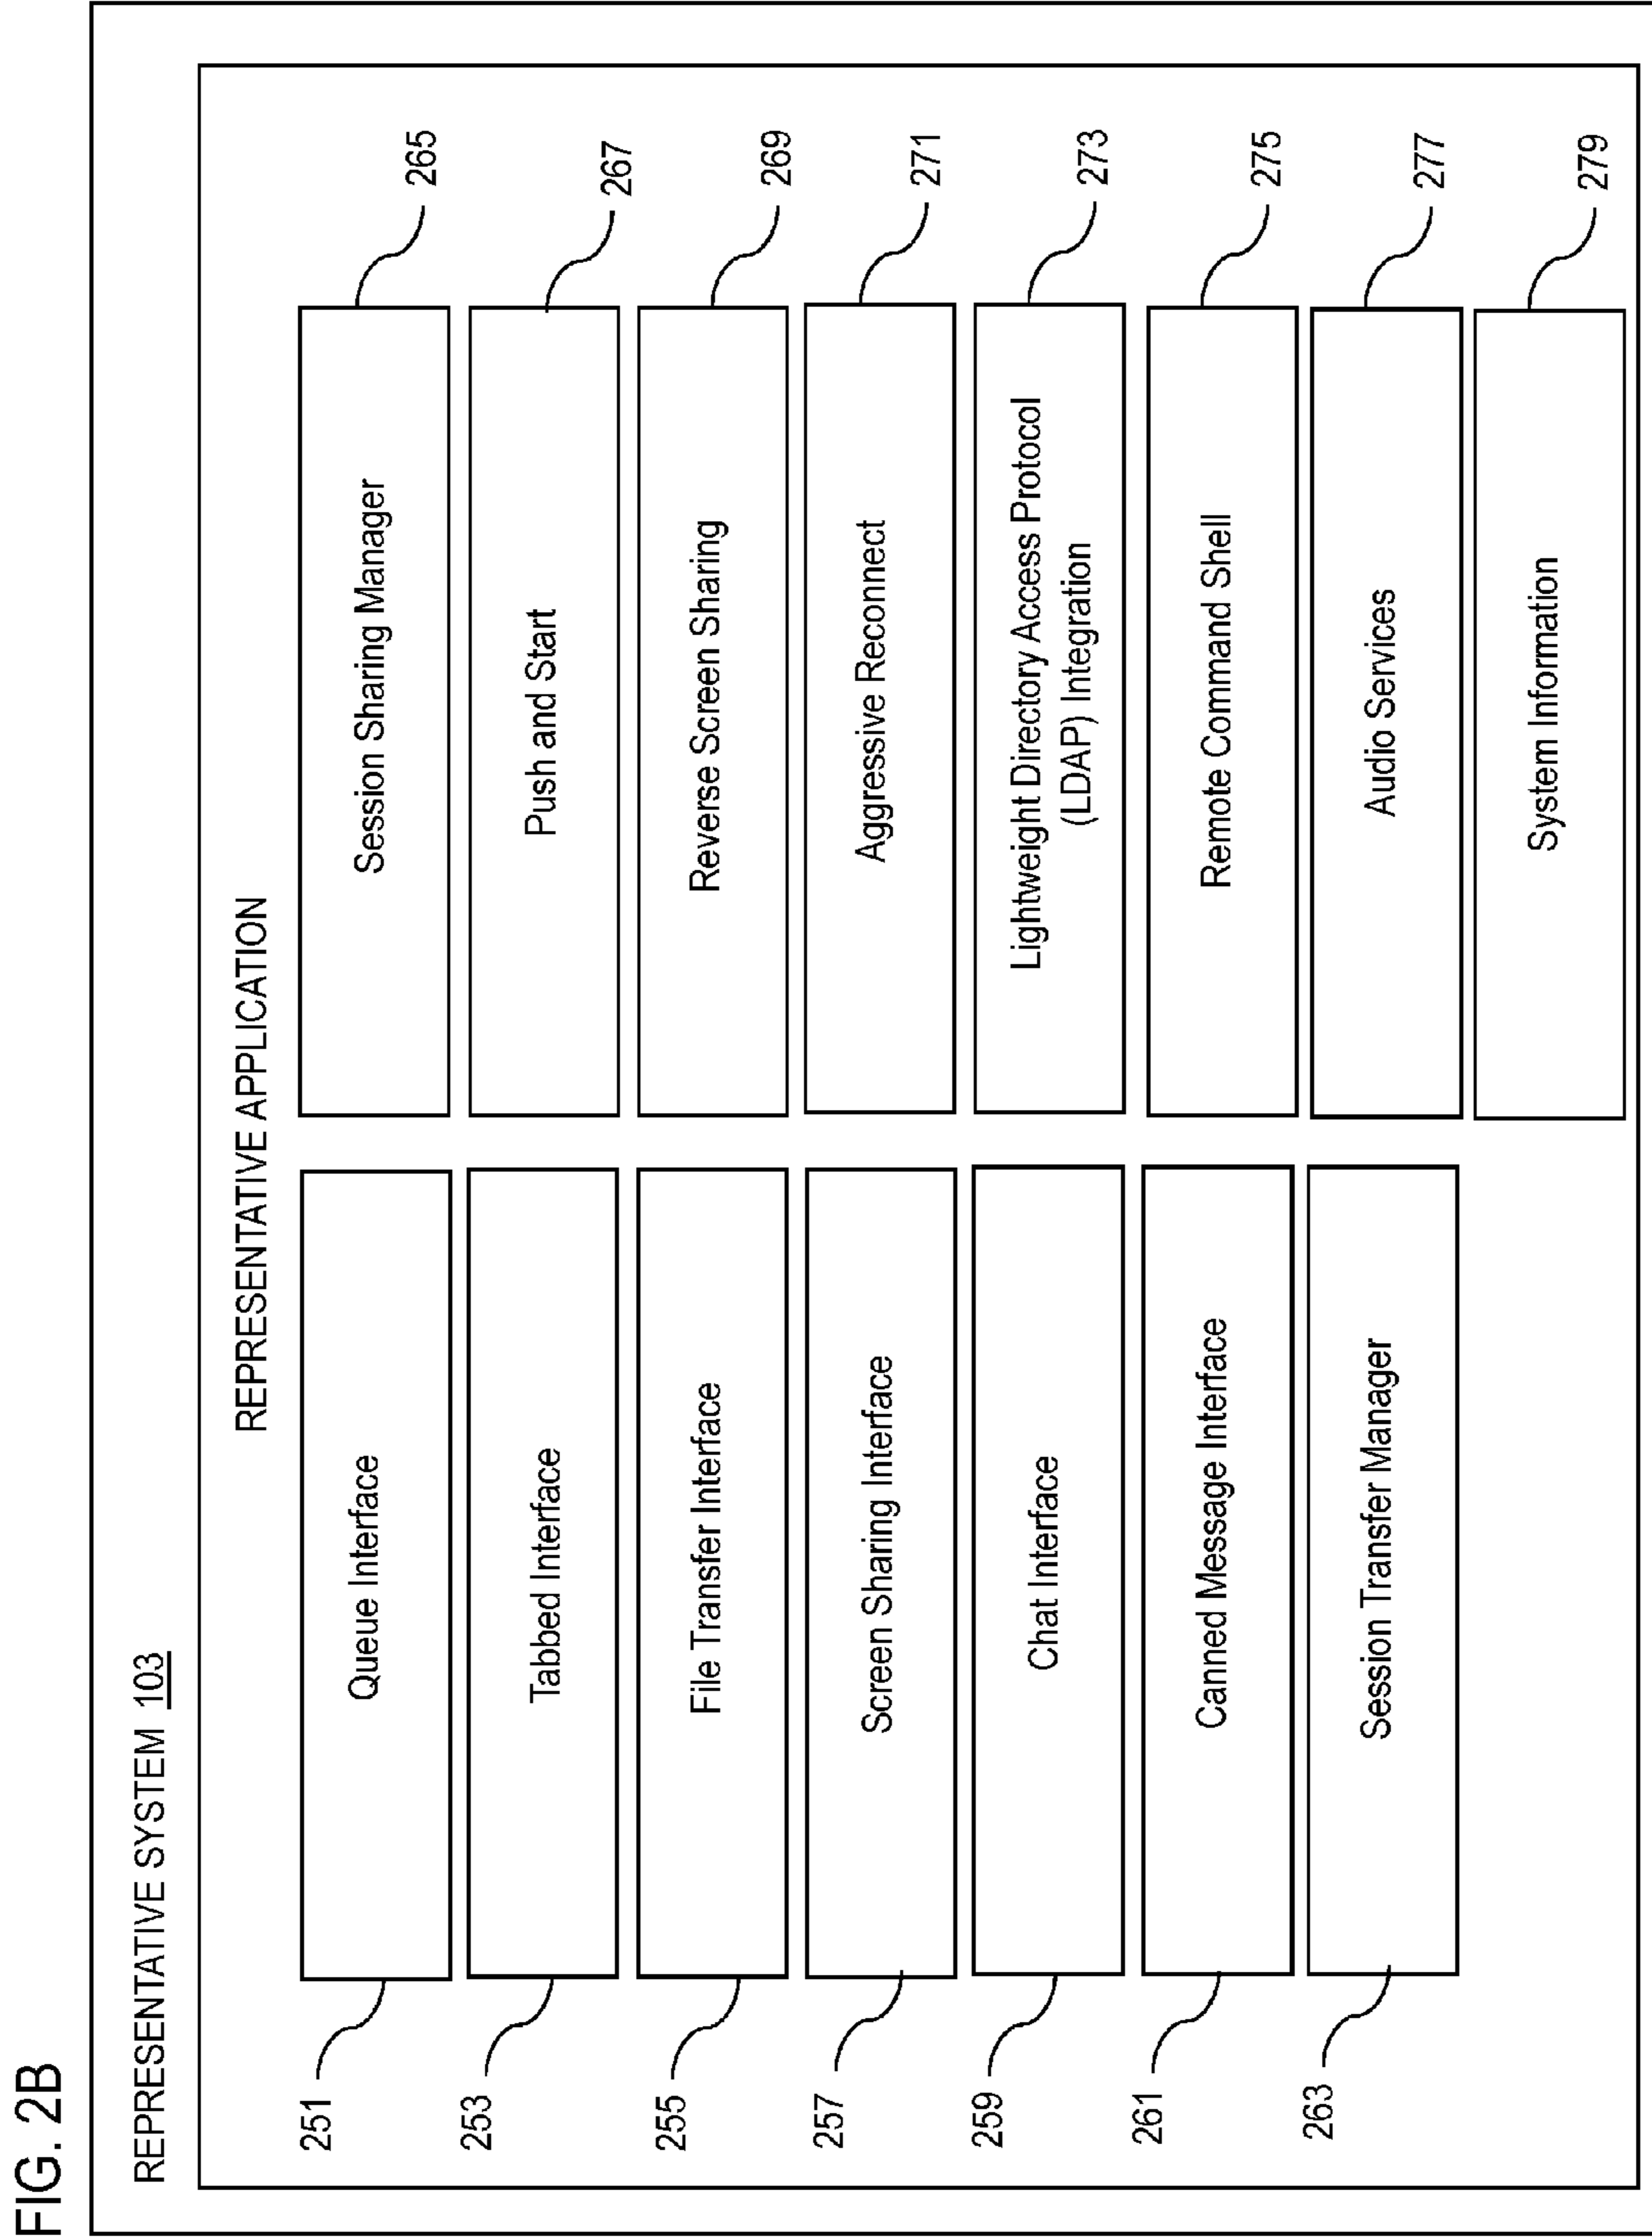 FIG. 2B
REPRESENTATIVE SYSTEM 103
REPRESENTATIVE APPLICATION
251
Queue Interface
253
Tabbed Interface
255
File Transfer Interface
257
Screen Sharing Interface
259
Chat Interface
261
Canned Message Interface
263
Session Transfer Manager
Session Sharing Manager
265
Push and Start
267
Reverse Screen Sharing
269
Aggressive Reconnect
271
Lightweight Directory Access Protocol
(LDAP) Integration
273
Remote Command Shell
275
Audio Services
277
System Information
279